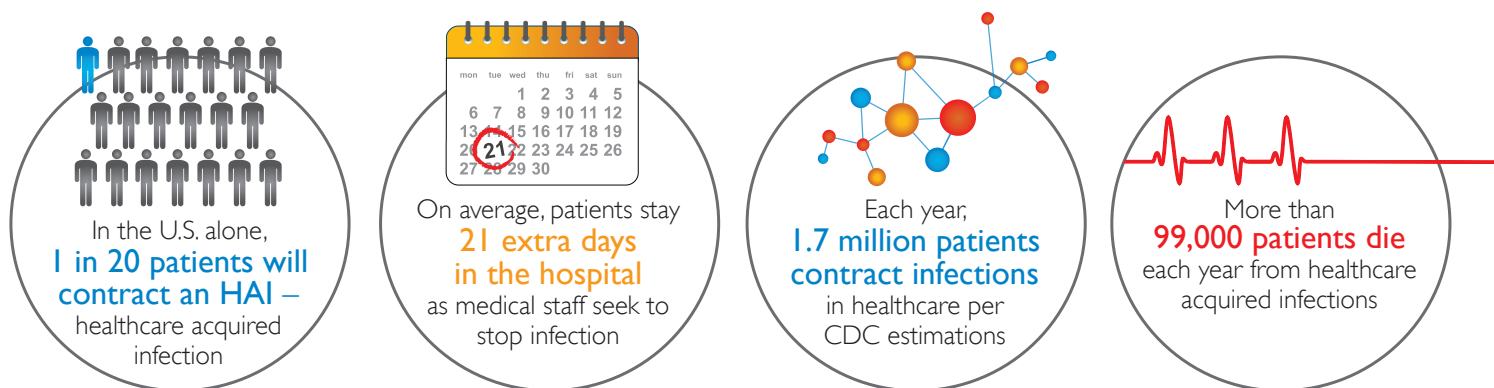 mon tue wed thu fri sat sun
1 2 3 4 5
6 7 8 9 10 11 12
13 14 15 16 17 18 19
20 21 22 23 24 25 26
27 28 29 30
In the U.S. alone,
1 in 20 patients will
contract an HAI –
healthcare acquired
infection
On average, patients stay
21 extra days
in the hospital
as medical staff seek to
stop infection
Each year,
1.7 million patients
contract infections
in healthcare per
CDC estimations
More than
99,000 patients die
each year from healthcare
acquired infections